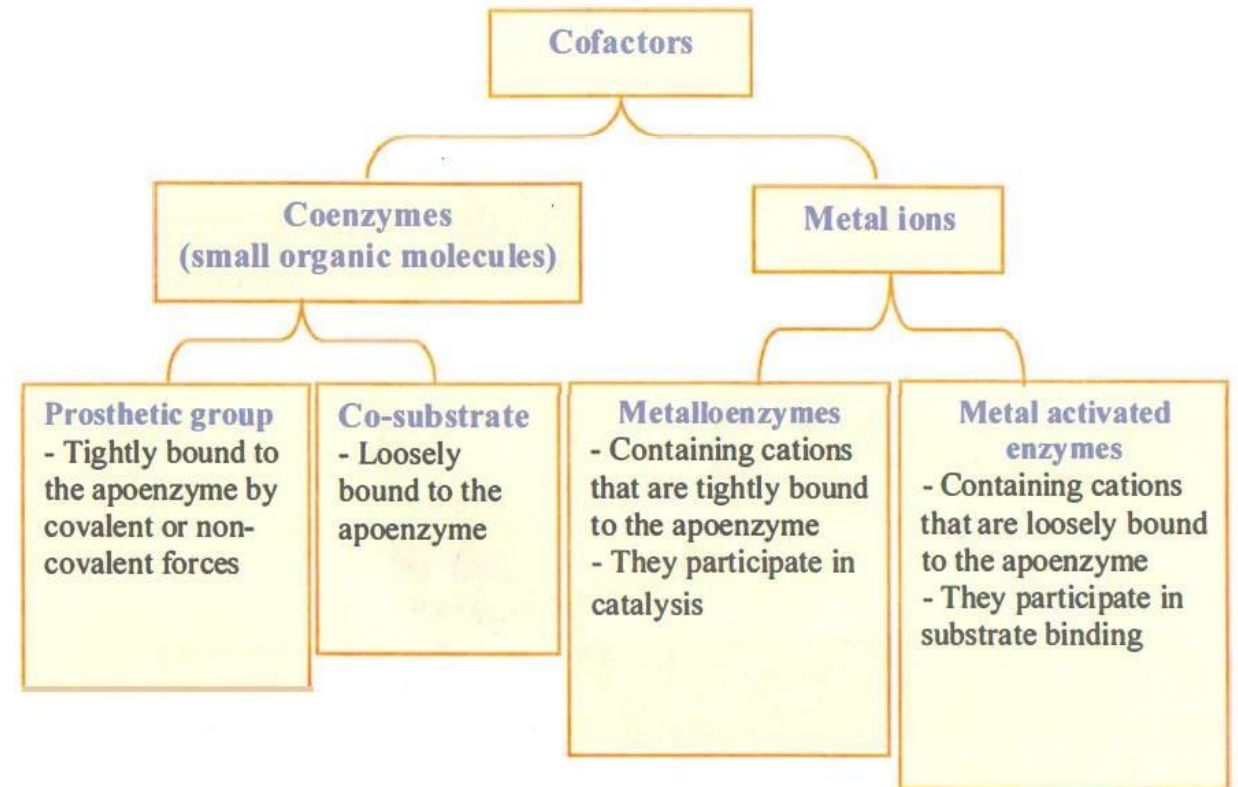 Cofactors
Coenzymes
(small organic molecules)
Metal ions
Prosthetic group
- Tightly bound to
the apoenzyme by
covalent or non-
covalent forces
Co-substrate
- Loosely
bound to the
apoenzyme
Metalloenzymes
- Containing cations
that are tightly bound
to the apoenzyme
- They participate in
catalysis
Metal activated
enzymes
- Containing cations
that are loosely bound
to the apoenzyme
- They participate in
substrate binding